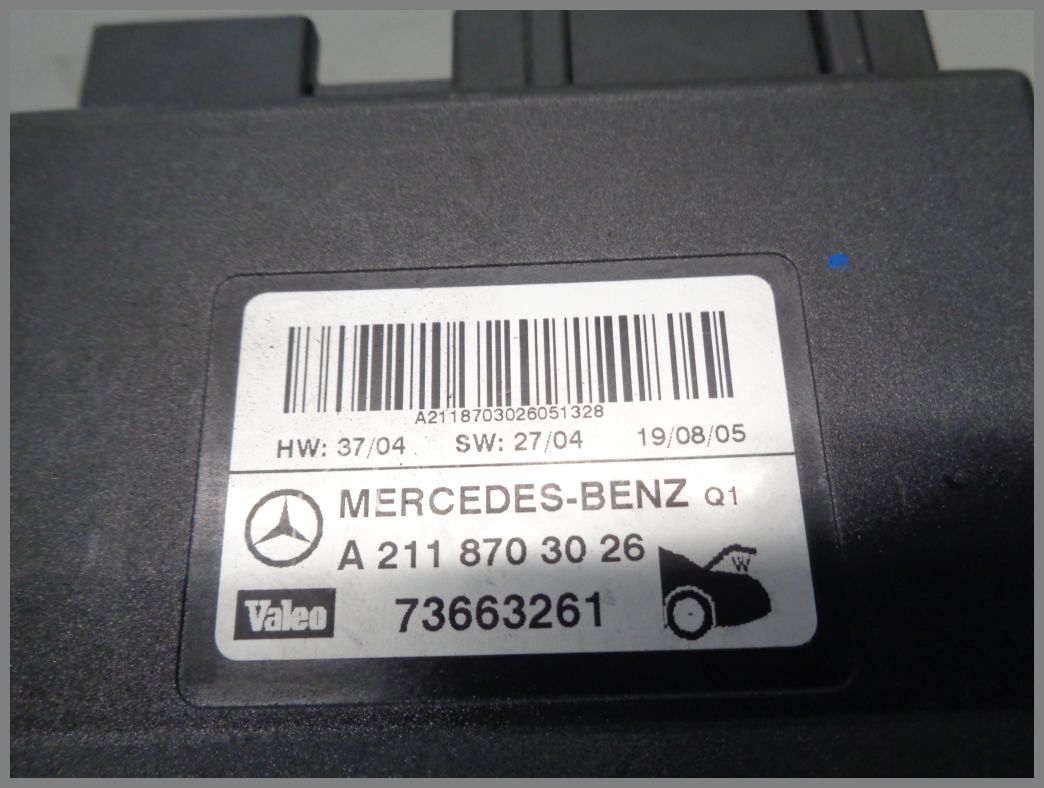 A2118703026051328
HW: 37/04 SW: 27/04 19/08/05
MERCEDES-BENZ Q1
A 211 870 30 26
Valeo 73663261